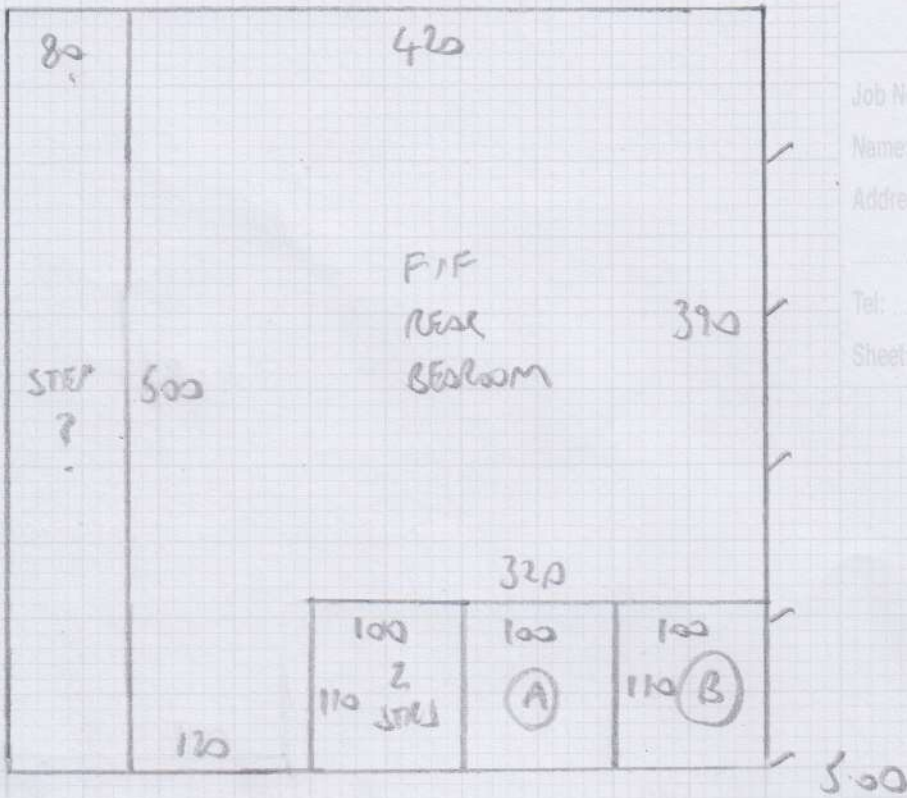 80
420
Job N
Name
Addre
F/F
REAR
BEDROOM
390
Tel:
Sheet
STEP
?
500
320
100
100
100
110
2
STRS
A
110
B
120
5.00